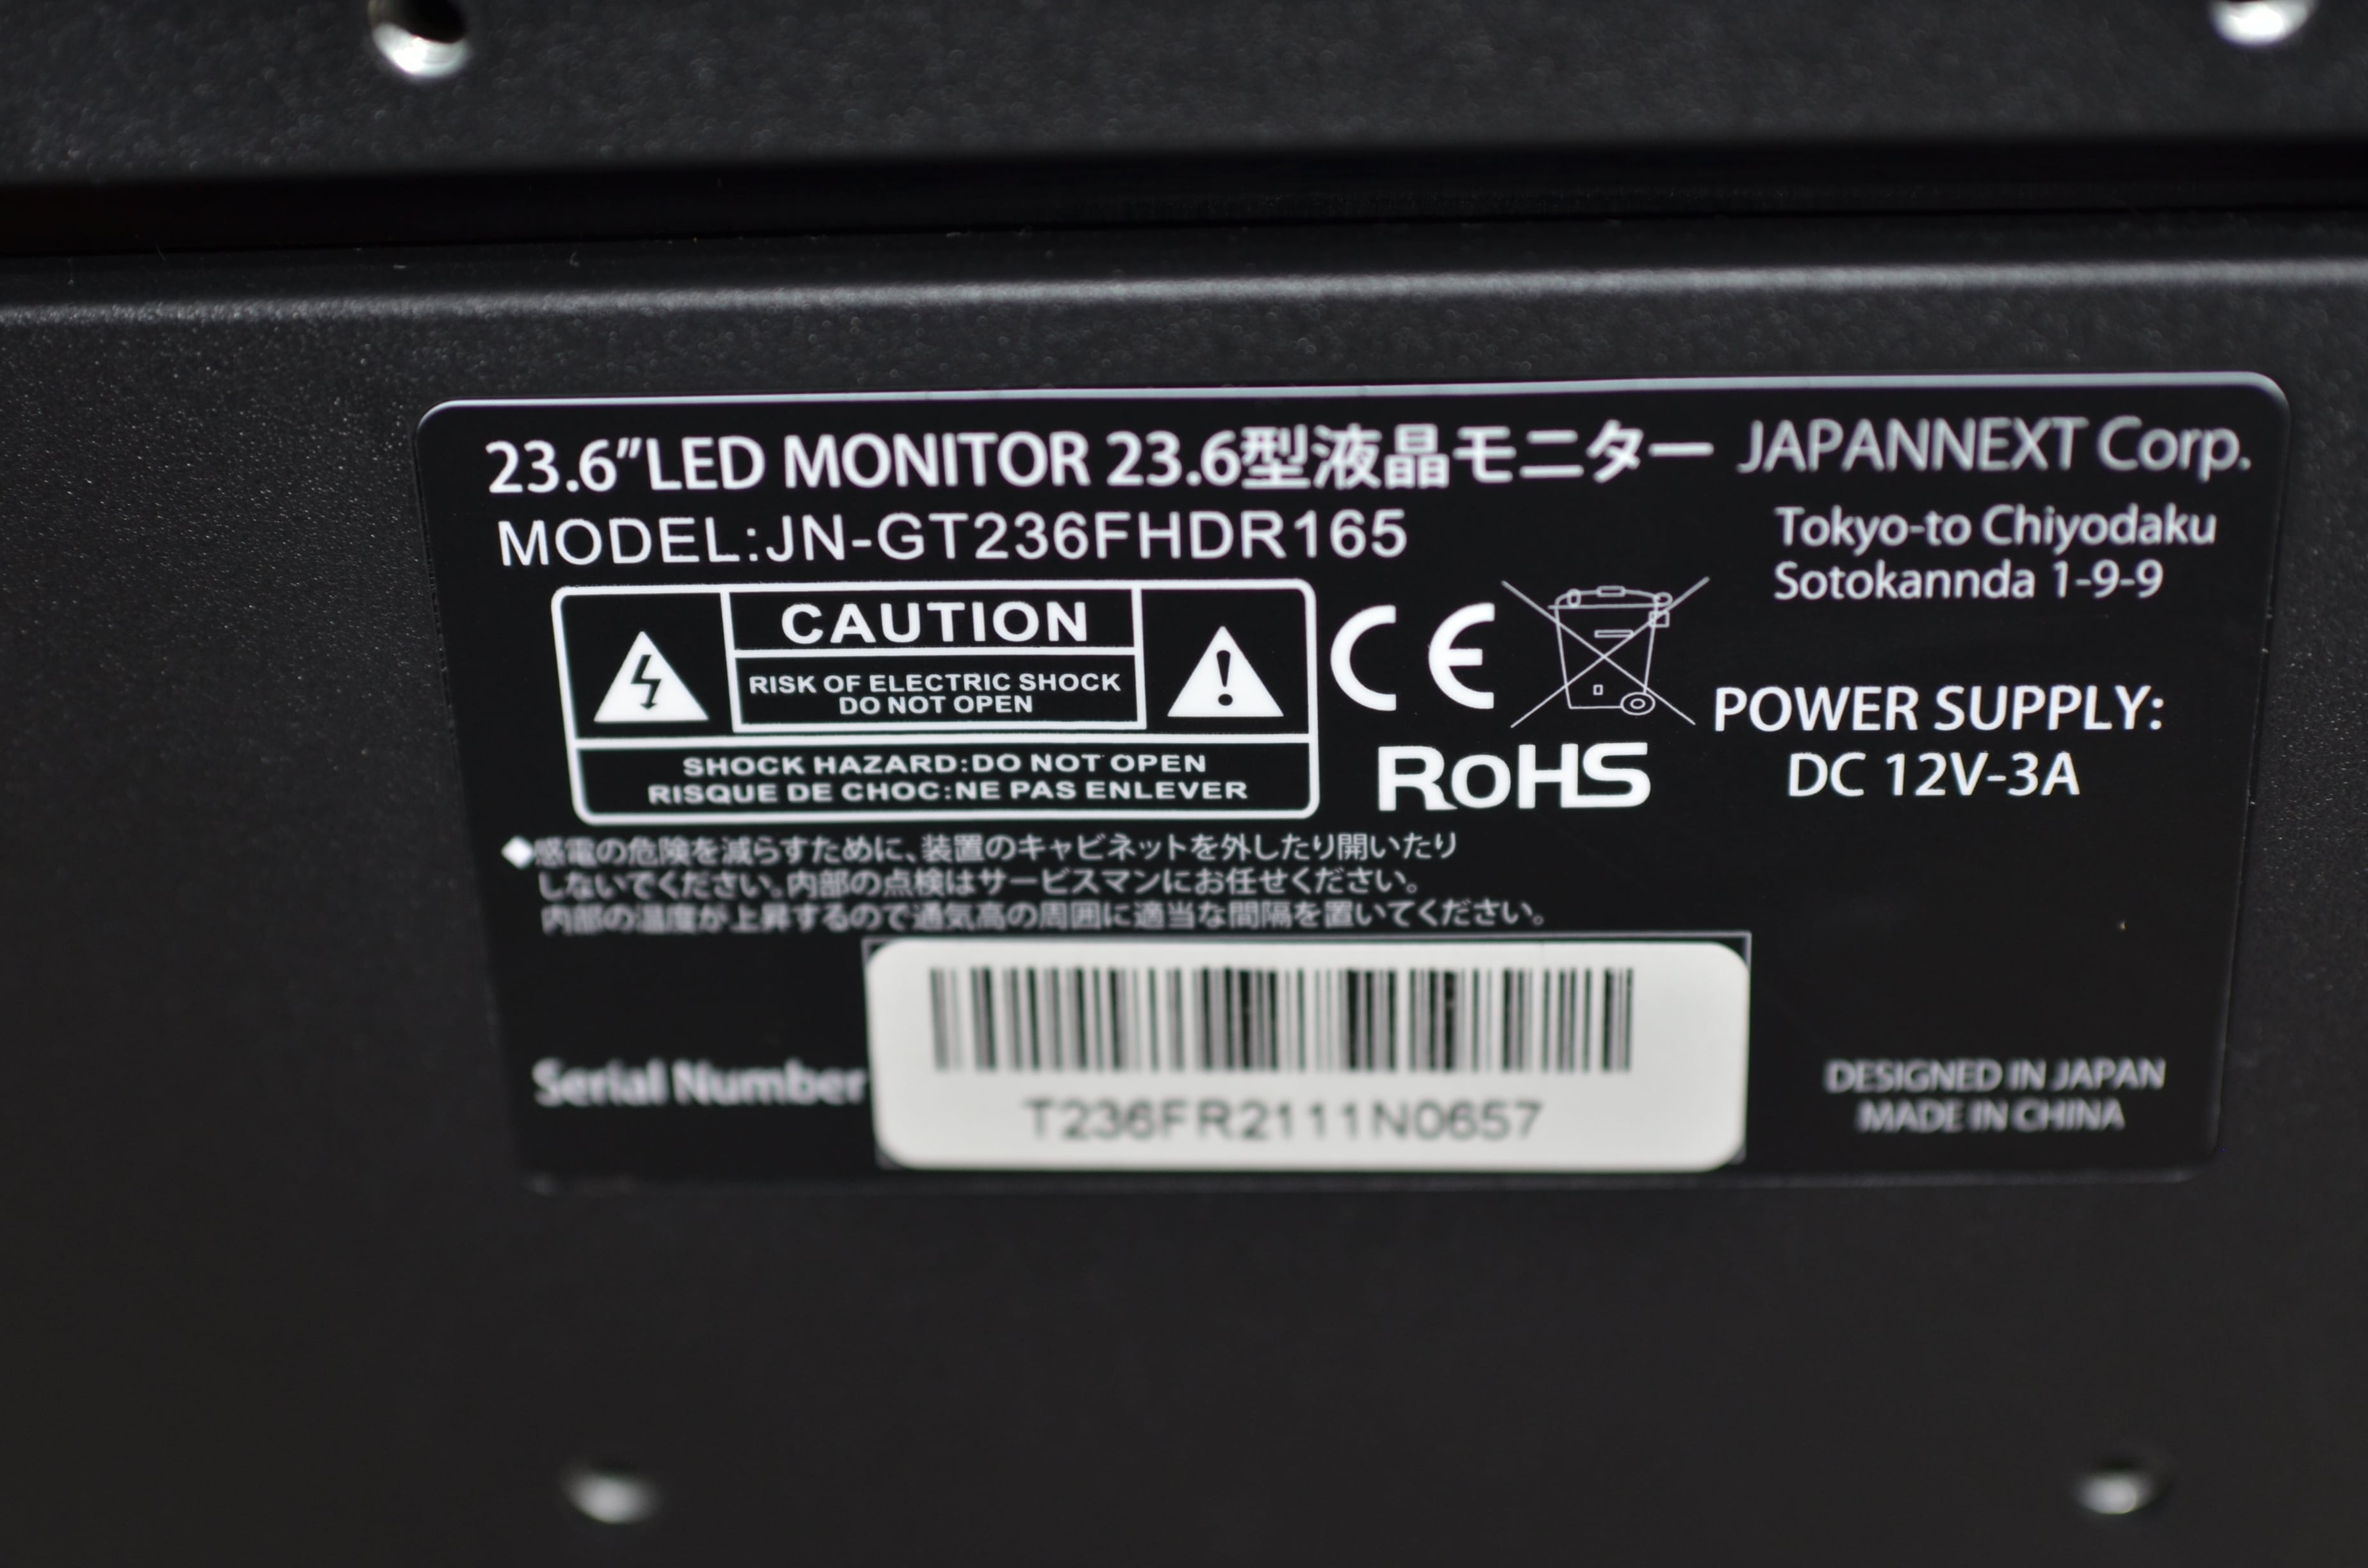 23.6"LED MONITOR 23.6型液晶モニター
JAPANNEXT Corp.
MODEL:JN-GT236FHDR165
Tokyo-to Chiyodaku
Sotokannda 1-9-9
CAUTION
RISK OF ELECTRIC SHOCK
DO NOT OPEN
SHOCK HAZARD:DO NOT OPEN
RISQUE DE CHOC:NE PAS ENLEVER
CE
RoHS
POWER SUPPLY:
DC 12V-3A
◆感電の危険を減らすために、装置のキャビネットを外したり開いたり
しないでください。内部の点検はサービスマンにお任せください。
内部の温度が上昇するので通気高の周囲に適当な間隔を置いてください。
Serial Number
T236FR2111N0657
DESIGNED IN JAPAN
MADE IN CHINA